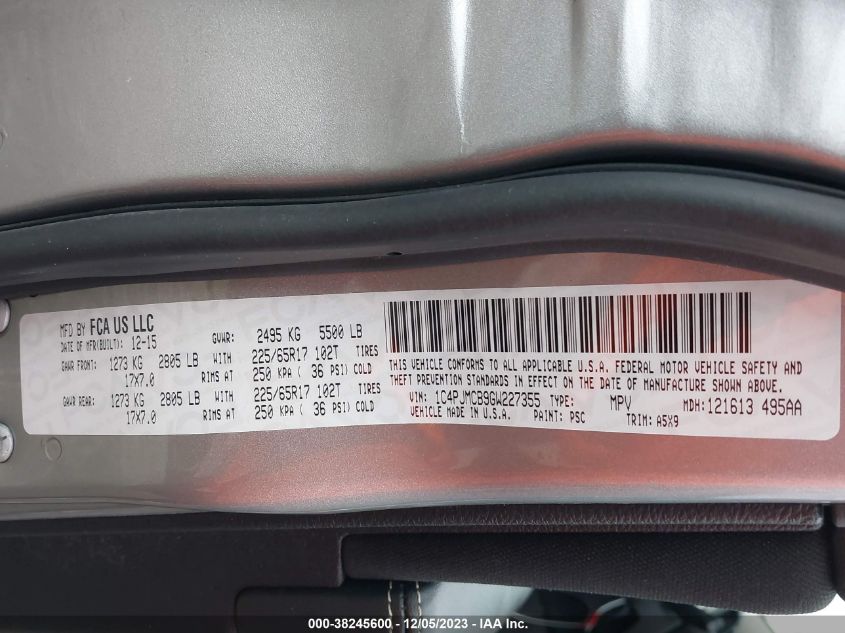 MFD BY FCA US LLC
DATE OF MFR(BUILT): 12-15 GVWR: 2495 KG 5500 LB
GAWR FRONT: 1273 KG 2805 LB WITH 225/65R17 102T TIRES
17X7.0 RIMS AT 250 KPA ( 36 PSI) COLD
GAWR REAR: 1273 KG 2805 LB WITH 225/65R17 102T TIRES
17X7.0 RIMS AT 250 KPA ( 36 PSI) COLD
THIS VEHICLE CONFORMS TO ALL APPLICABLE U.S.A. FEDERAL MOTOR VEHICLE SAFETY AND
THEFT PREVENTION STANDARDS IN EFFECT ON THE DATE OF MANUFACTURE SHOWN ABOVE.
VIN: 1C4PJMCB9GW227355 TYPE: MPV MDH: 121613 495AA
VEHICLE MADE IN U.S.A. PAINT: PSC TRIM: A5X9
000-38245600 - 12/05/2023 - IAA Inc.